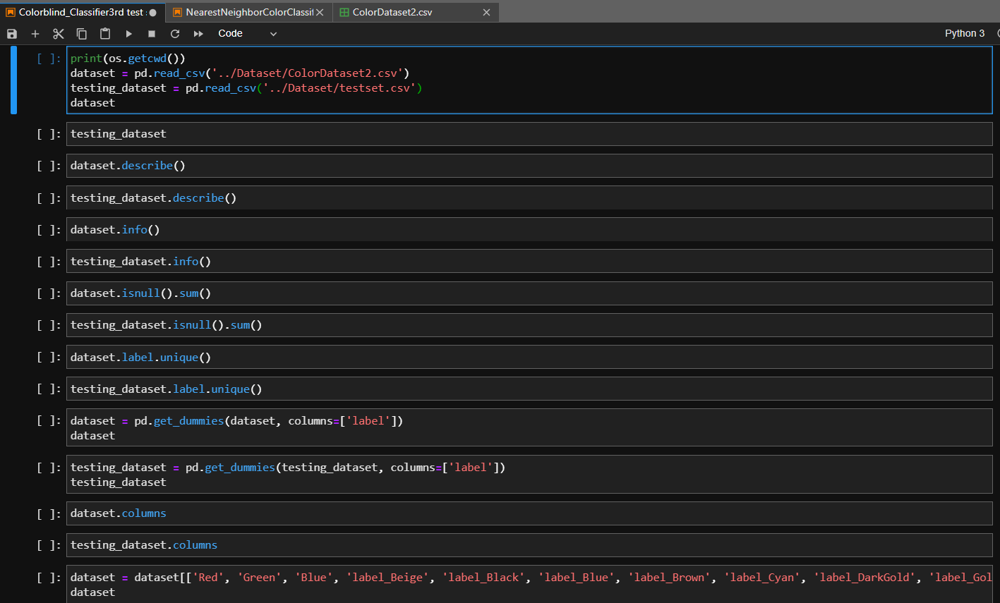 Colorblind_Classifier3rd test
NearestNeighborColorClassif
ColorDataset2.csv
Code
Python 3
[ ]: print(os.getcwd())
dataset = pd.read_csv('../Dataset/ColorDataset2.csv')
testing_dataset = pd.read_csv('../Dataset/testset.csv')
dataset
[ ]: testing_dataset
[ ]: dataset.describe()
[ ]: testing_dataset.describe()
[ ]: dataset.info()
[ ]: testing_dataset.info()
[ ]: dataset.isnull().sum()
[ ]: testing_dataset.isnull().sum()
[ ]: dataset.label.unique()
[ ]: testing_dataset.label.unique()
[ ]: dataset = pd.get_dummies(dataset, columns=['label'])
dataset
[ ]: testing_dataset = pd.get_dummies(testing_dataset, columns=['label'])
testing_dataset
[ ]: dataset.columns
[ ]: testing_dataset.columns
[ ]: dataset = dataset[['Red', 'Green', 'Blue', 'label_Beige', 'label_Black', 'label_Blue', 'label_Brown', 'label_Cyan', 'label_DarkGold', 'label_Gol
dataset